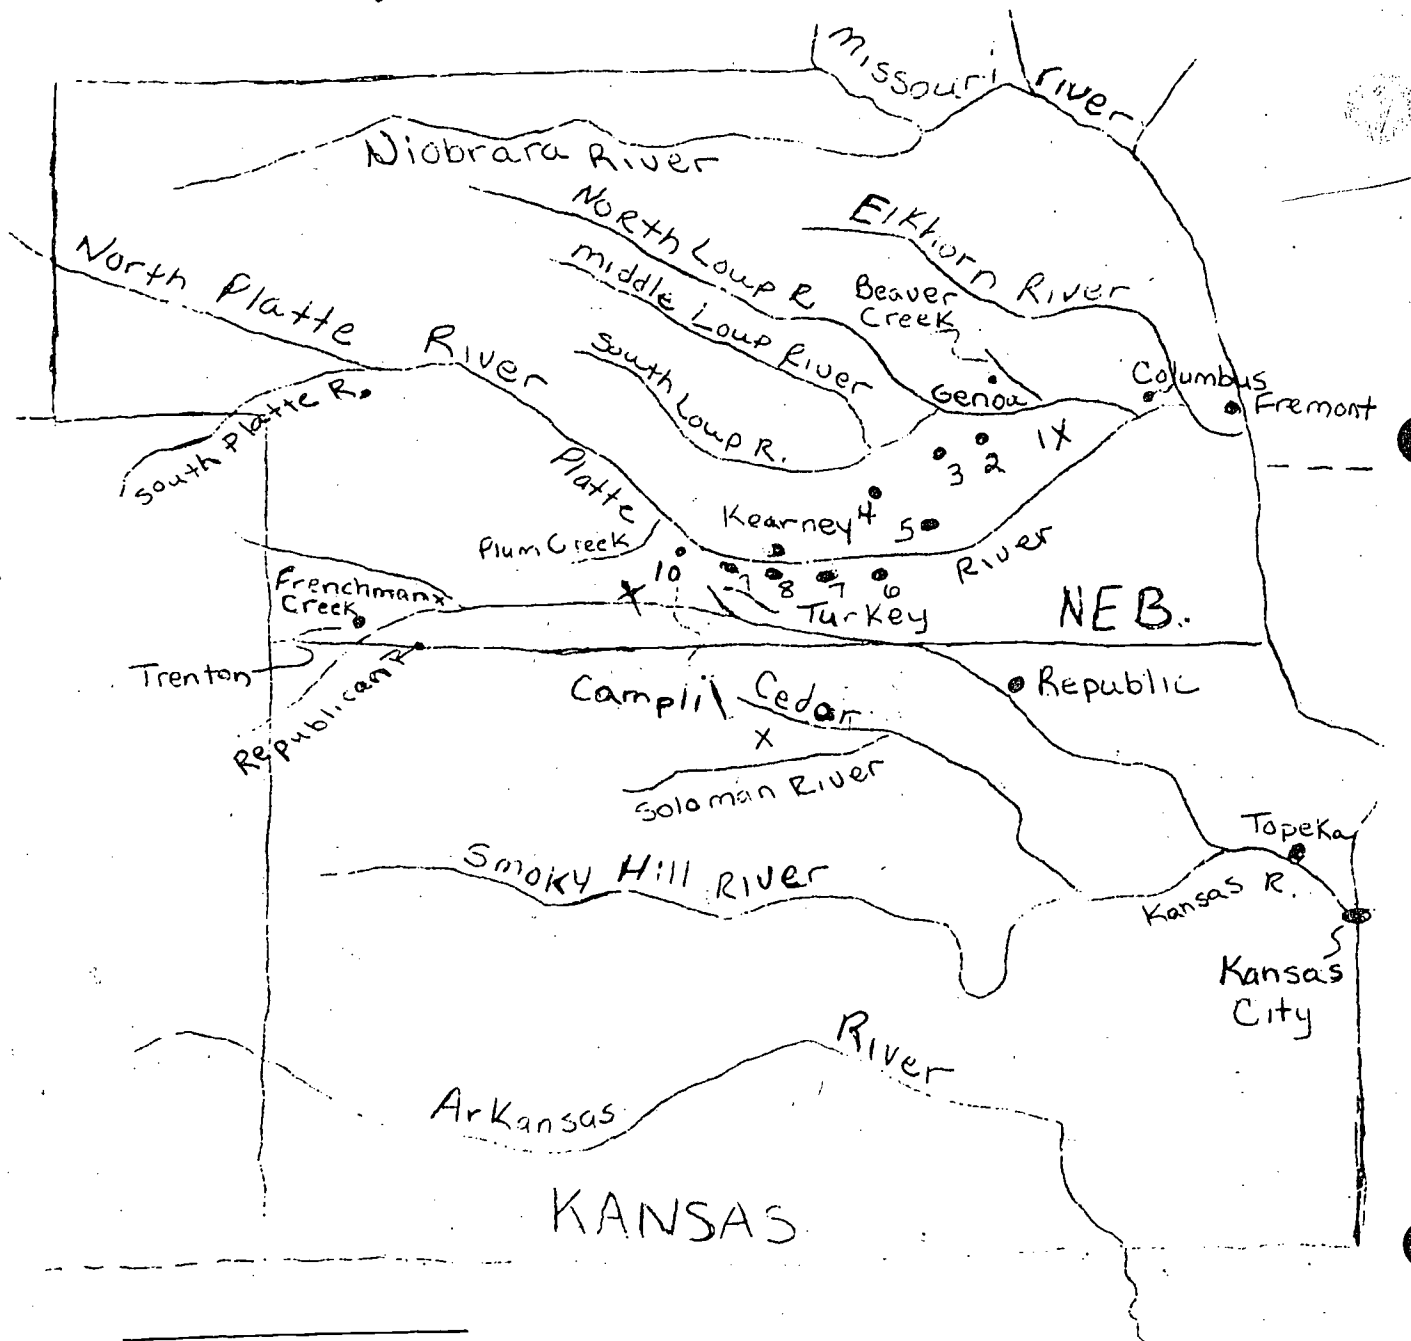 Missouri River
Niobrara River
North Loup R
Elkhorn River
Middle Loup River
Beaver
Creek
North Platte River
South Loup R.
South Platte R.
Genoa
Columbus
Fremont
1X
2
3
Platte River
Kearney
4
5
Plum Creek
10
9
8
7
6
X
Turkey
Frenchman
Creek
x
NEB.
Trenton
Republican R
Camp 11
Cedar
Republic
X
Soloman River
Topeka
Smoky Hill River
Kansas R.
Kansas
City
Arkansas River
KANSAS